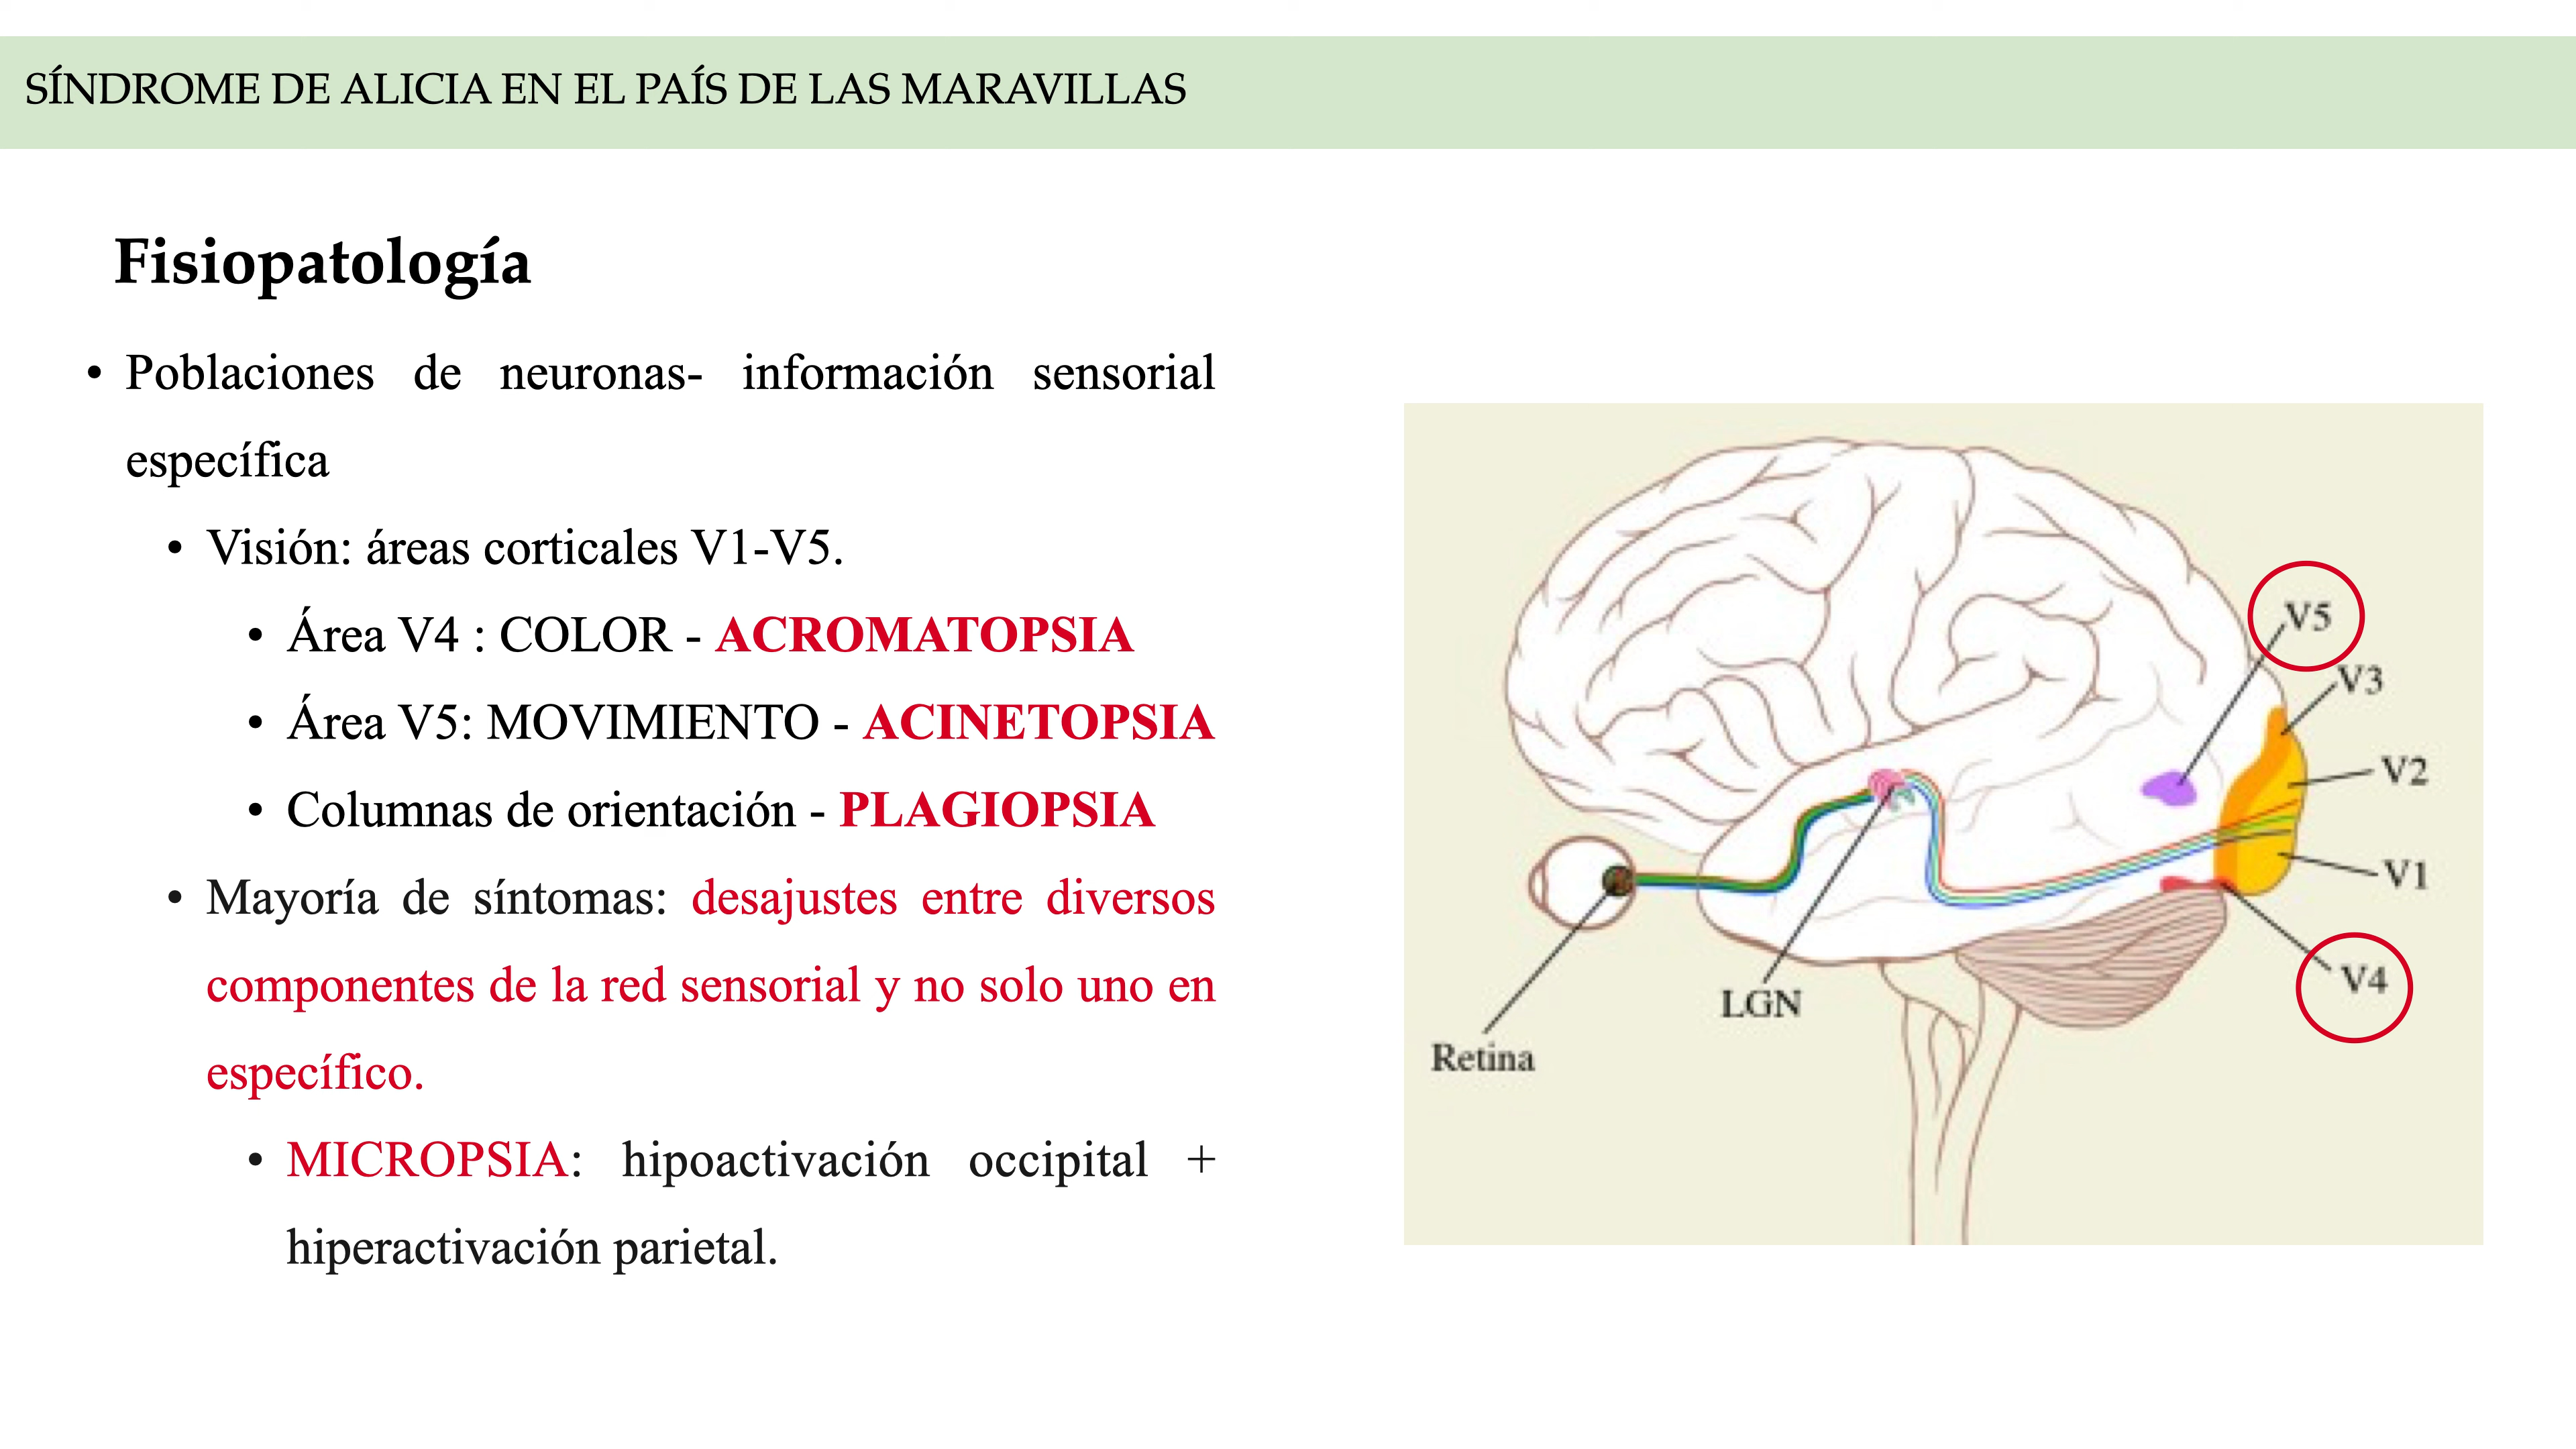 SÍNDROME DE ALICIA EN EL PAÍS DE LAS MARAVILLAS
Fisiopatología
• Poblaciones de neuronas- información sensorial
específica
• Visión: áreas corticales V1-V5.
• Área V4 : COLOR - ACROMATOPSIA
• Área V5: MOVIMIENTO - ACINETOPSIA
• Columnas de orientación - PLAGIOPSIA
• Mayoría de síntomas: desajustes entre diversos
componentes de la red sensorial y no solo uno en
específico.
• MICROPSIA: hipoactivación occipital +
hiperactivación parietal.
V5
V3
V2
V1
V4
LGN
Retina